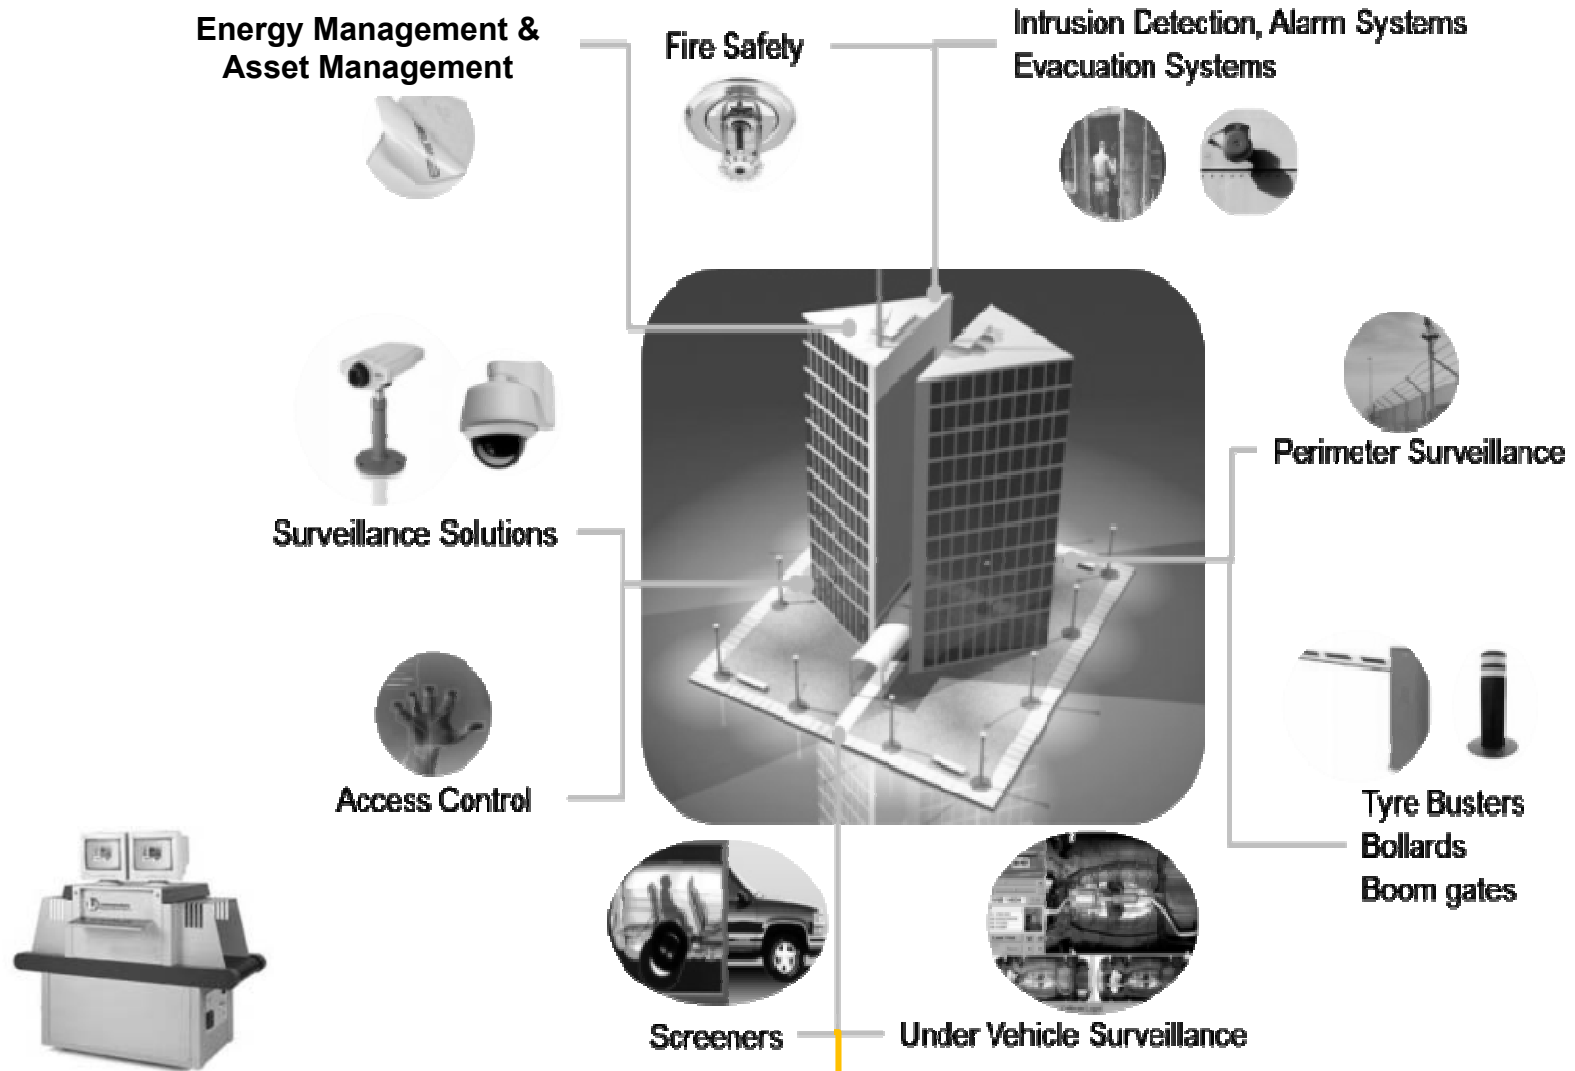 Energy Management &
Asset Management
Fire Safety
Intrusion Detection, Alarm Systems
Evacuation Systems
Surveillance Solutions
Perimeter Surveillance
Access Control
Tyre Busters
Bollards
Boom gates
Screeners
Under Vehicle Surveillance